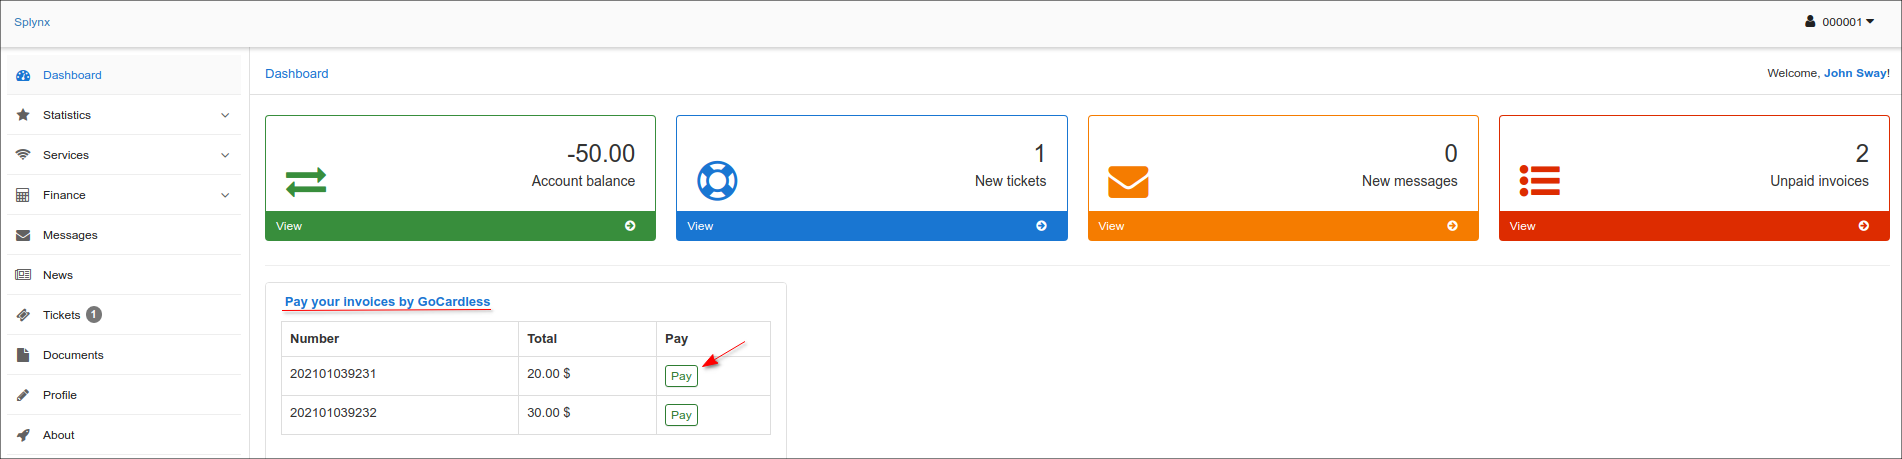 Splynx
000001
Dashboard
Statistics
Services
Finance
Messages
News
Tickets 1
Documents
Profile
About
Dashboard
Welcome, John Sway!
-50.00
Account balance
View
1
New tickets
View
0
New messages
View
2
Unpaid invoices
View
Pay your invoices by GoCardless
Number Total Pay
202101039231 20.00 $ Pay
202101039232 30.00 $ Pay